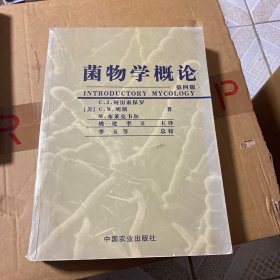 菌物学概论
第四版
INTRODUCTORY MYCOLOGY
C.J.阿历索保罗
[美] C.W.明斯 著
M.布莱克韦尔
姚一建 李玉 主译
李玉等 总校
中国农业出版社